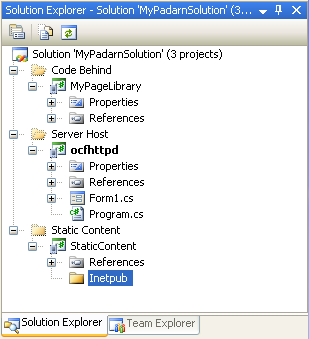 Solution Explorer - Solution 'MyPadarnSolution' (3...
Solution 'MyPadarnSolution' (3 projects)
Code Behind
MyPageLibrary
Properties
References
Server Host
ocfhttpd
Properties
References
Form1.cs
Program.cs
Static Content
StaticContent
References
Inetpub
Solution Explorer
Team Explorer